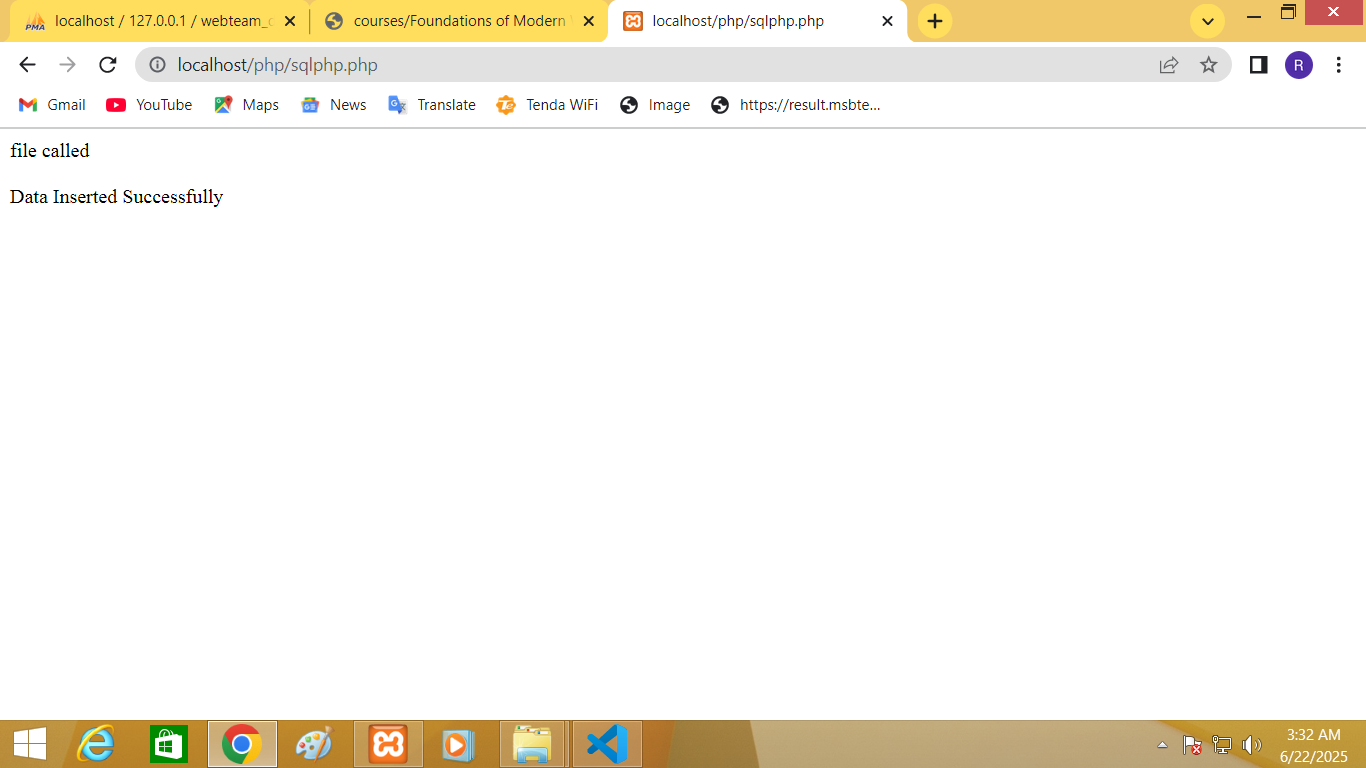 PMA localhost / 127.0.0.1 / webteam_
courses/Foundations of Modern
localhost/php/sqlphp.php
localhost/php/sqlphp.php
R
Gmail YouTube Maps News Translate Tenda WiFi Image https://result.msbte...
file called
Data Inserted Successfully
3:32 AM
6/22/2025